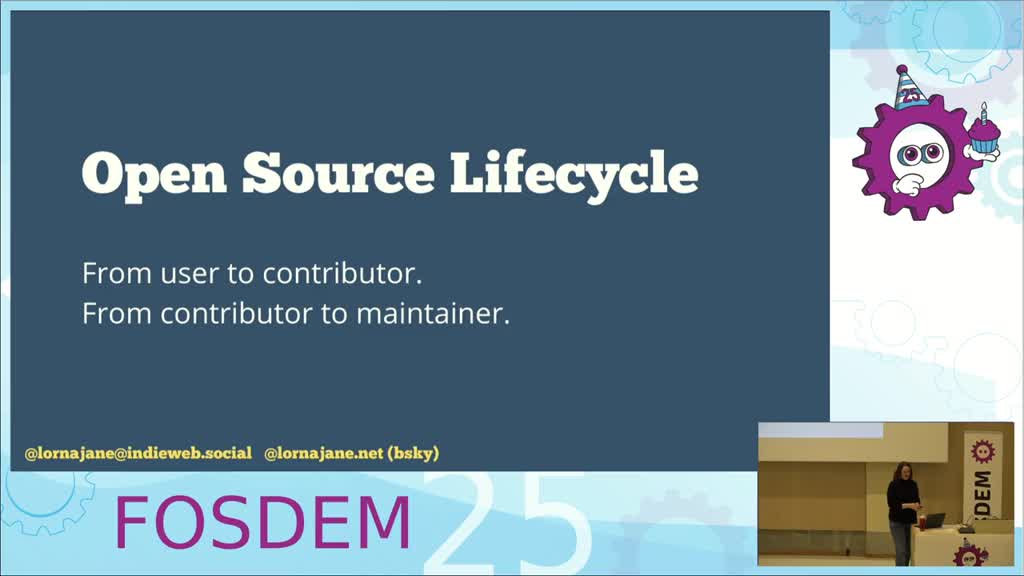 Open Source Lifecycle
From user to contributor.
From contributor to maintainer.
@lornajane@indieweb.social @lornajane.net (bsky)
FOSDEM 25
25